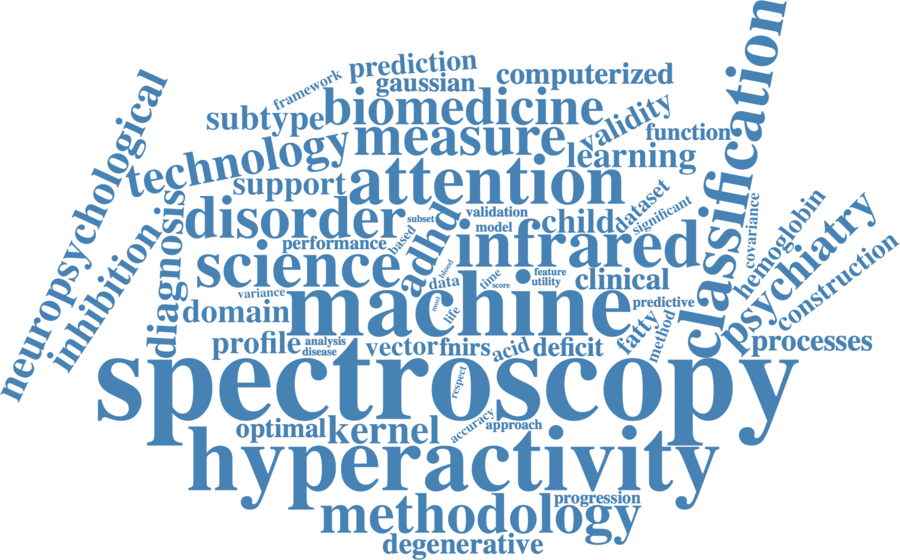 framework
prediction
gaussian
computerized
classification
neuropsychological
subtype
biomedicine
validity
function
technology
measure
learning
support
attention
dataset
significant
disorder
subset
validation
child
model
covariance
hemoglobin
psychiatry
construction
inhibition
diagnosis
performance
based
adhd
infrared
science
blood
data
time
score
feature
utility
clinical
variance
domain
machine
most
life
predictive
profile
analysis
disease
vector
fnirs
acid
deficit
fatty
method
processes
spectroscopy
respect
optimal
kernel
accuracy
approach
hyperactivity
progression
methodology
degenerative